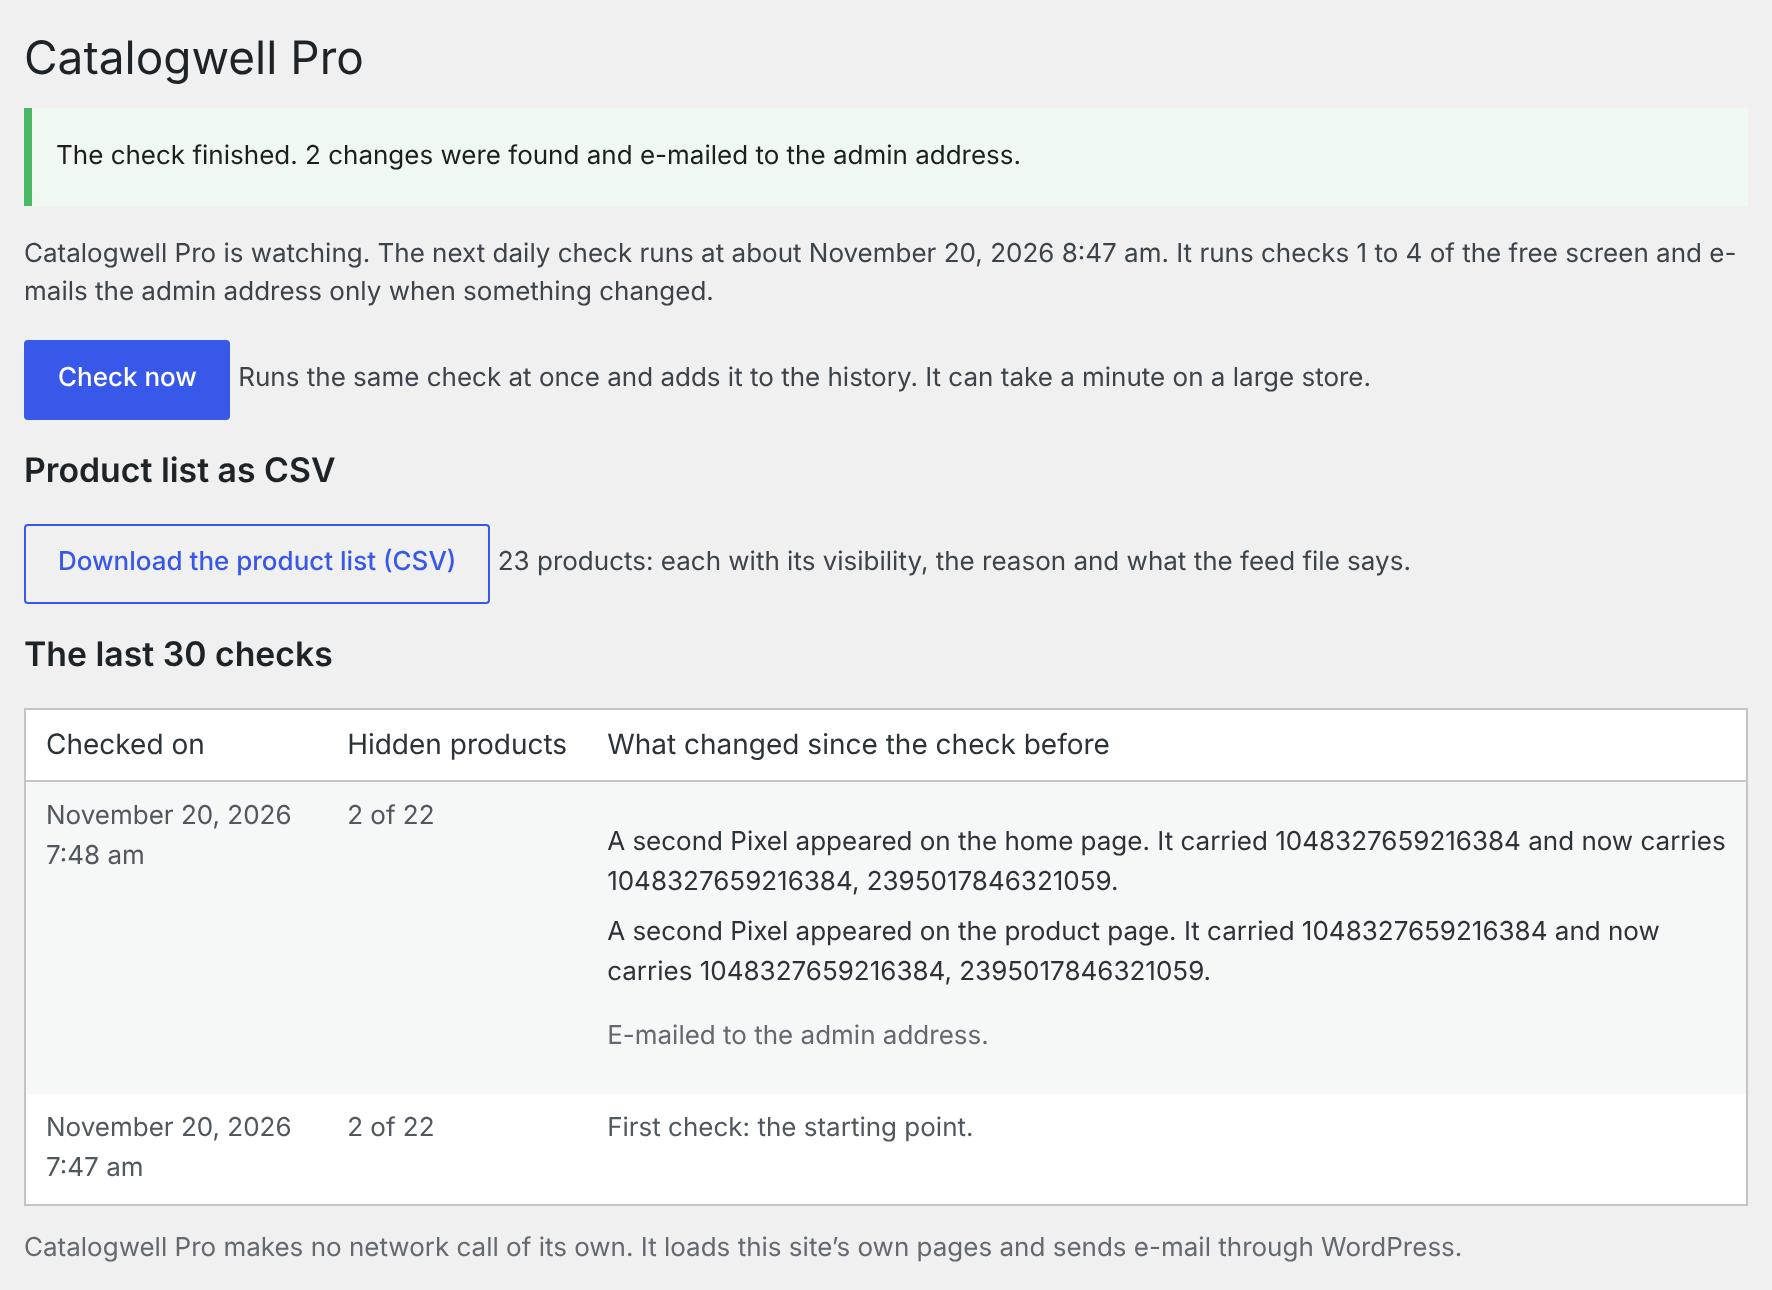 Catalogwell Pro
The check finished. 2 changes were found and e-mailed to the admin address.
Catalogwell Pro is watching. The next daily check runs at about November 20, 2026 8:47 am. It runs checks 1 to 4 of the free screen and e-
mails the admin address only when something changed.
Check now Runs the same check at once and adds it to the history. It can take a minute on a large store.
Product list as CSV
Download the product list (CSV) 23 products: each with its visibility, the reason and what the feed file says.
The last 30 checks
Checked on Hidden products What changed since the check before
November 20, 2026 2 of 22
7:48 am
A second Pixel appeared on the home page. It carried 1048327659216384 and now carries
1048327659216384, 2395017846321059.
A second Pixel appeared on the product page. It carried 1048327659216384 and now
carries 1048327659216384, 2395017846321059.
E-mailed to the admin address.
November 20, 2026 2 of 22 First check: the starting point.
7:47 am
Catalogwell Pro makes no network call of its own. It loads this site’s own pages and sends e-mail through WordPress.